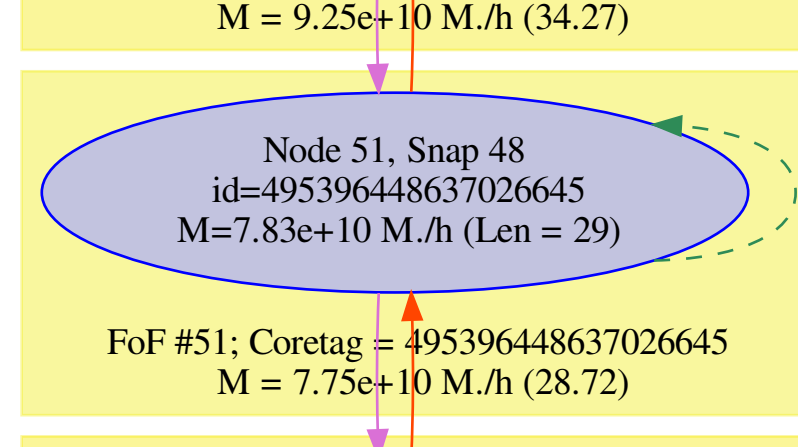 M = 9.25e+10 M./h (34.27)
Node 51, Snap 48
id=495396448637026645
M=7.83e+10 M./h (Len = 29)
FoF #51; Coretag = 495396448637026645
M = 7.75e+10 M./h (28.72)